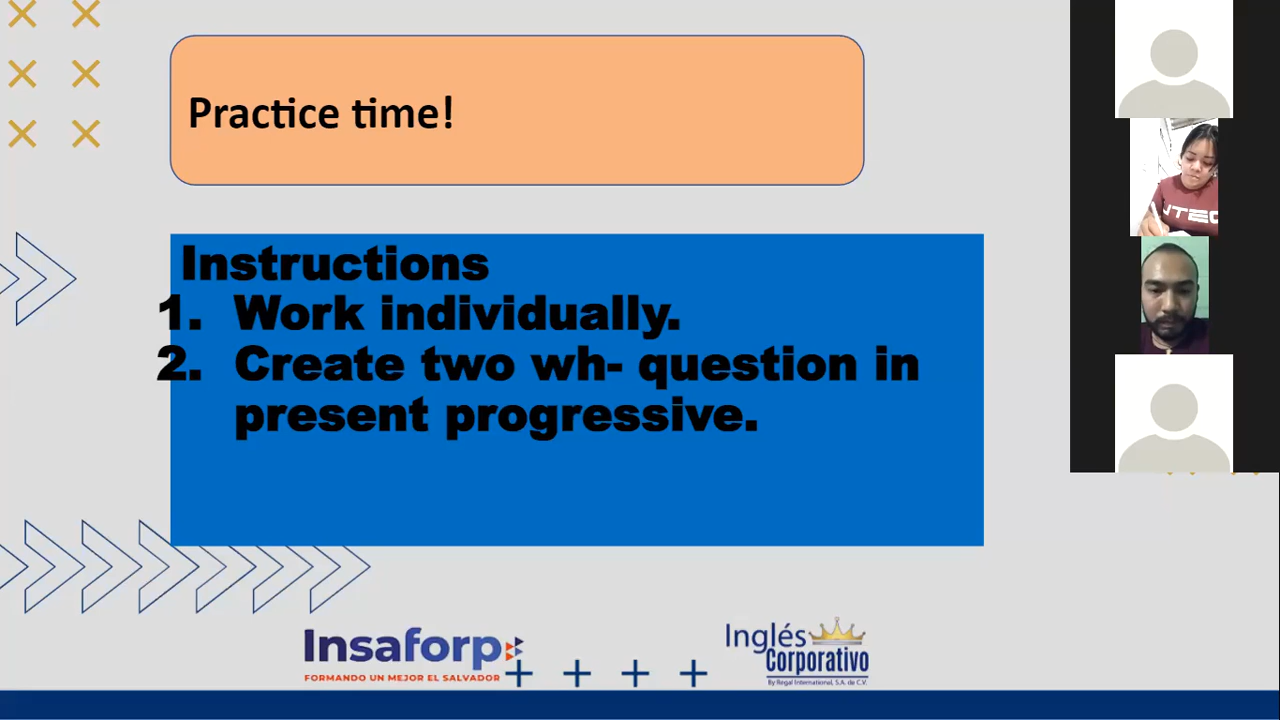 Practice time!
Instructions
1. Work individually.
2. Create two wh- question in
present progressive.
Insaforp
FORMANDO UN MEJOR EL SALVADOR
Inglés
Corporativo
By Regal International, S.A. de C.V.
UTEC